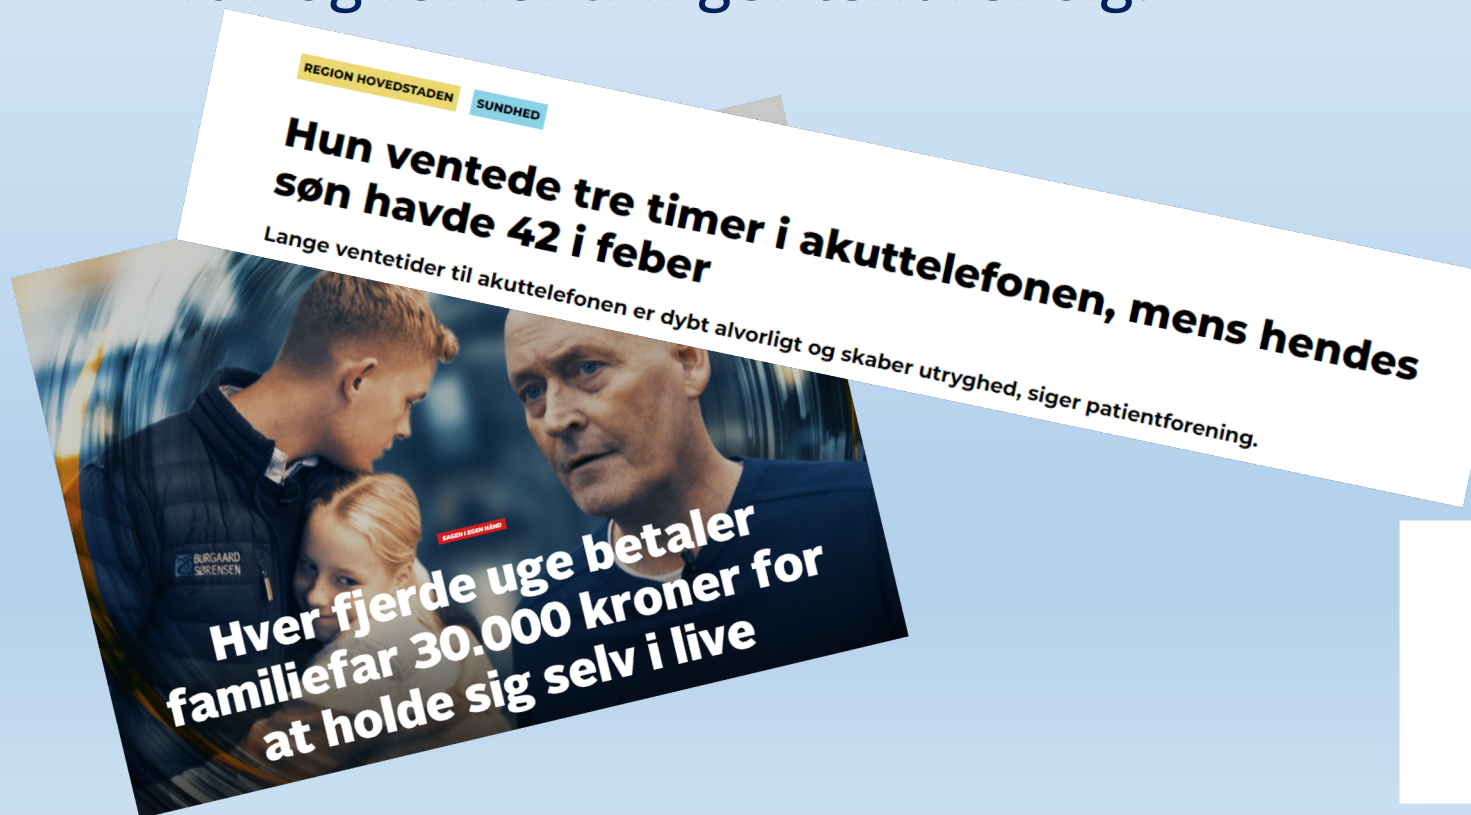 REGION HOVEDSTADEN
SUNDHED
Hun ventede tre timer i akuttelefonen, mens hendes
søn havde 42 i feber
Lange ventetider til akuttelefonen er dybt alvorligt og skaber utryghed, siger patientforening.
BURGAARD
SØRENSEN
SAGEN I EGEN HÅND
Hver fjerde uge betaler
familiefar 30.000 kroner for
at holde sig selv i live